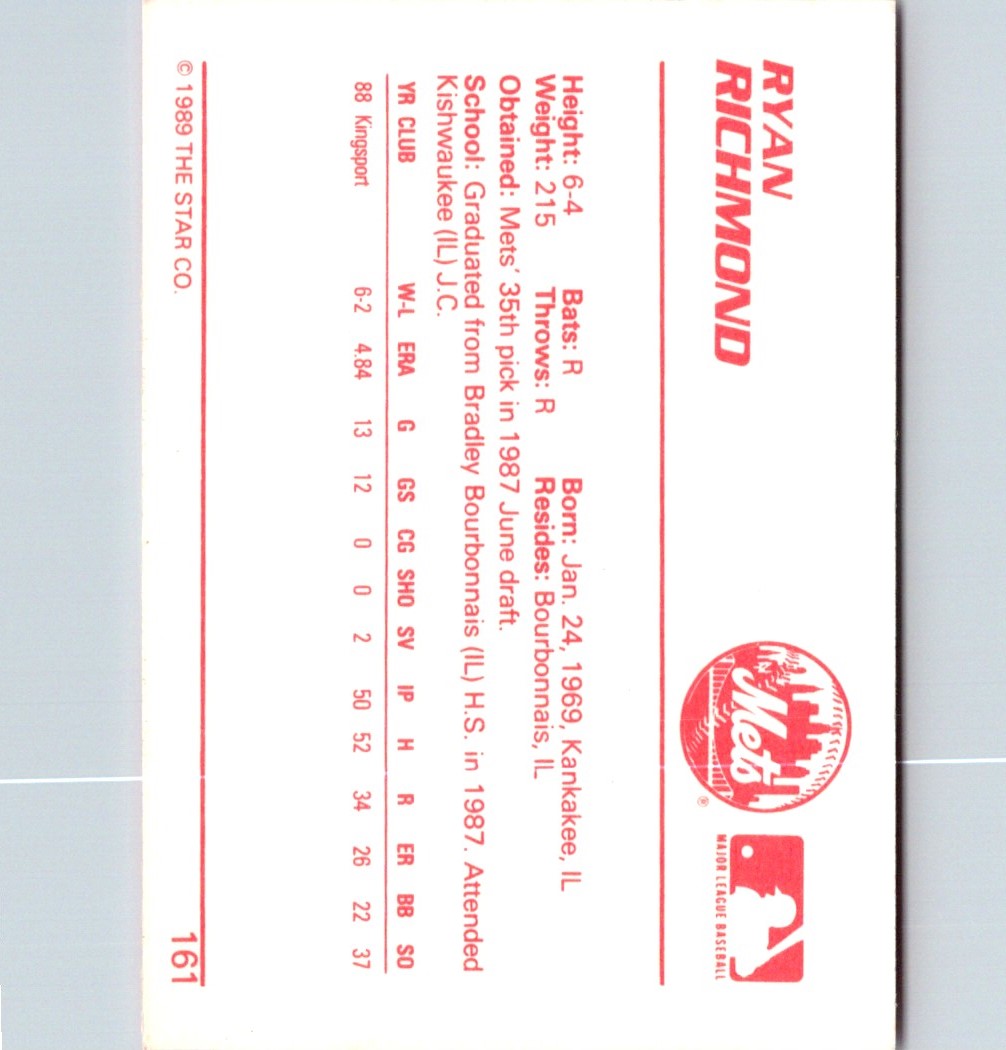 RYAN
RICHMOND
Mets
®
MAJOR LEAGUE BASEBALL
Height: 6-4 Bats: R Born: Jan. 24, 1969, Kankakee, IL
Weight: 215 Throws: R Resides: Bourbonnais, IL
Obtained: Mets' 35th pick in 1987 June draft.
School: Graduated from Bradley Bourbonnais (IL) H.S. in 1987. Attended
Kishwaukee (IL) J.C.
YR CLUB W-L ERA G GS CG SHO SV IP H R ER BB SO
88 Kingsport 6-2 4.84 13 12 0 0 2 50 52 34 26 22 37
© 1989 THE STAR CO. 161